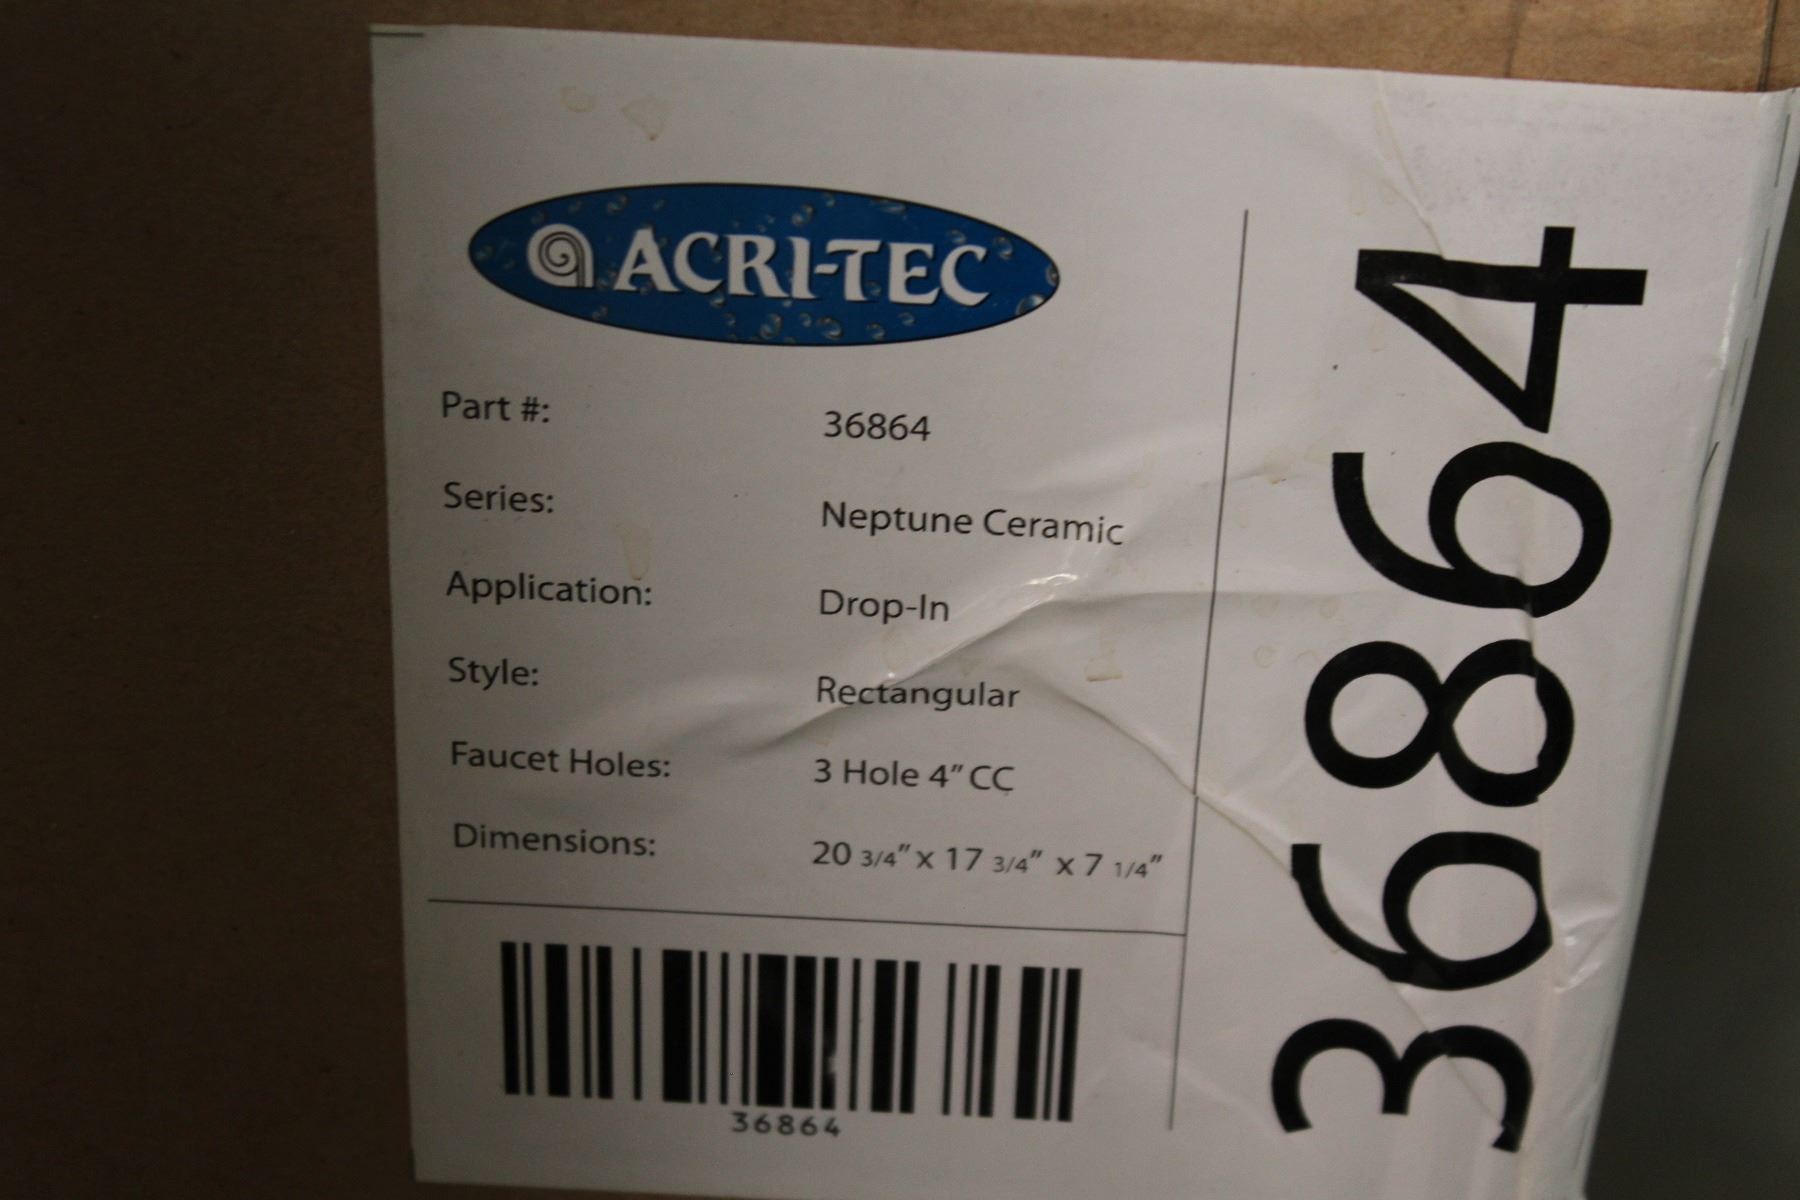 ACRI-TEC
Part #: 36864
Series: Neptune Ceramic
Application: Drop-In
Style: Rectangular
Faucet Holes: 3 Hole 4” CC
Dimensions: 20 3/4” x 17 3/4” x 7 1/4”
36864
36864